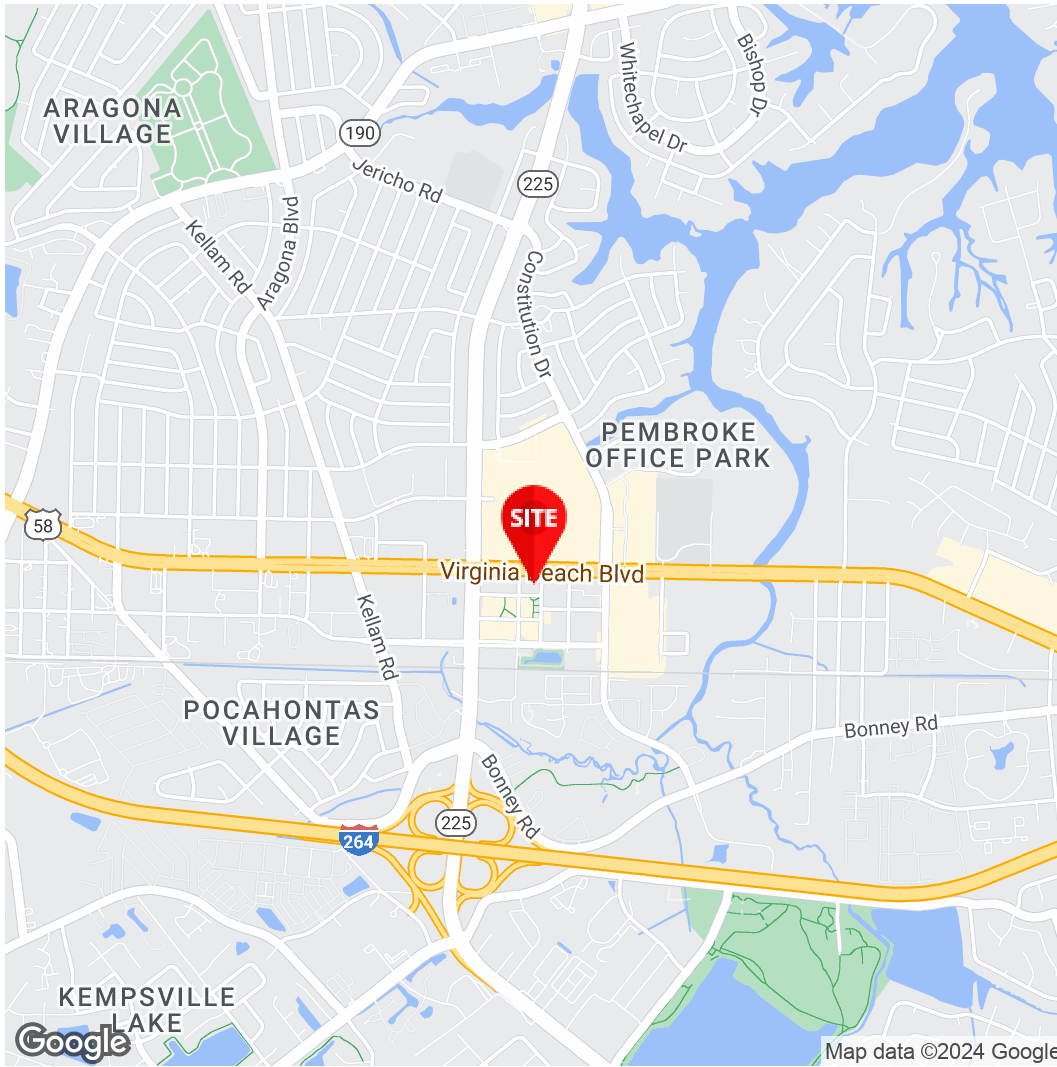 ARAGONA
VILLAGE
190
Whitechapel Dr
Bishop Dr
Jericho Rd
225
Kellam Rd
Aragona Blvd
Constitution Dr
PEMBROKE
OFFICE PARK
58
SITE
Virginia Beach Blvd
Kellam Rd
POCAHONTAS
VILLAGE
Bonney Rd
Bonney Rd
225
264
KEMPSVILLE
LAKE
Google
Map data ©2024 Google